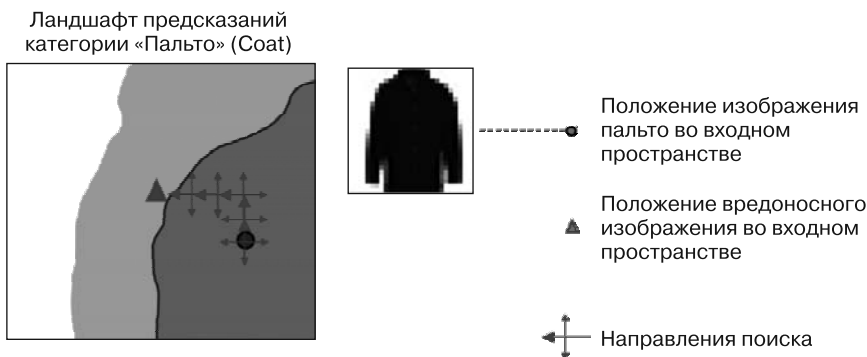 Ландшафт предсказаний
категории «Пальто» (Coat)
Положение изображения
пальто во входном
пространстве
Положение вредоносного
изображения во входном
пространстве
Направления поиска